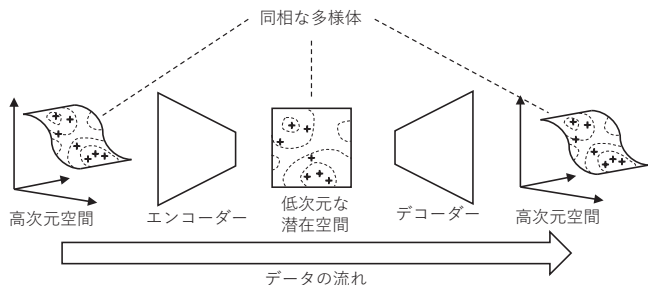 同相な多様体
高次元空間
エンコーダー
低次元な
潜在空間
デコーダー
高次元空間
データの流れ